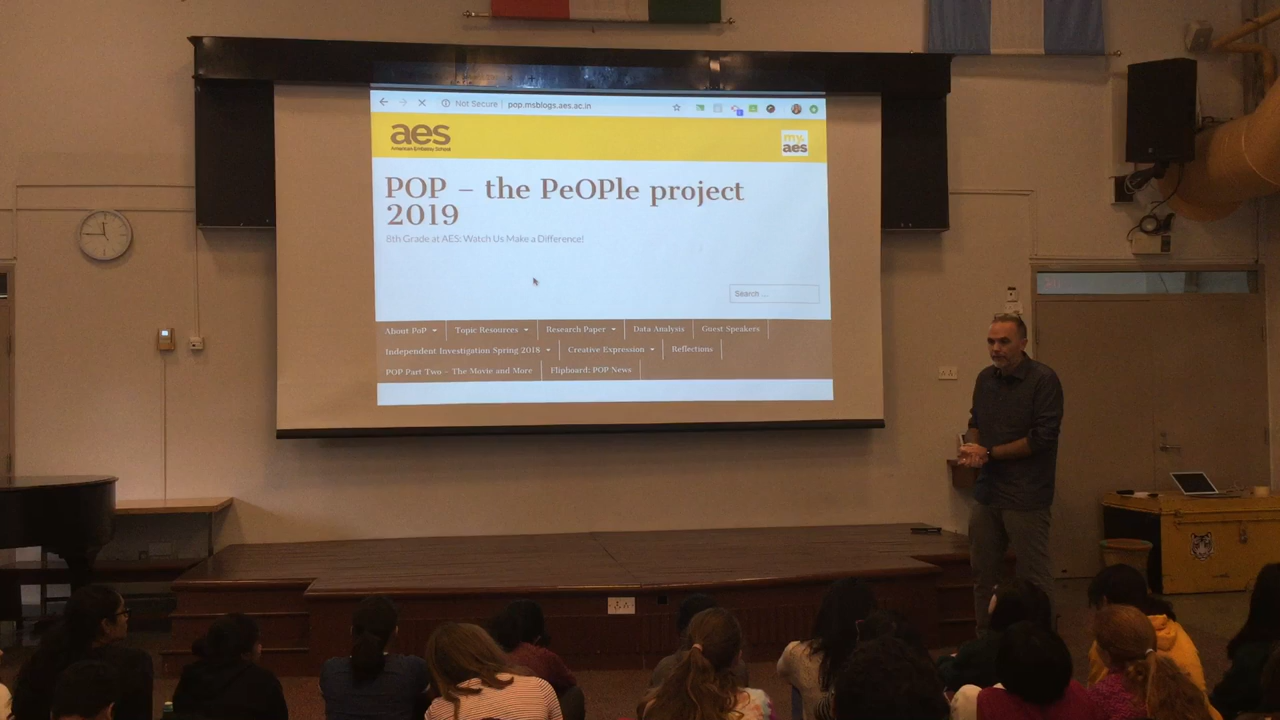 Not Secure | pop.msblogs.aes.ac.in
aes
American Embassy School
my
aes
POP – the PeOPle project
2019
8th Grade at AES: Watch Us Make a Difference!
Search ...
About PoP
Topic Resources
Research Paper
Data Analysis
Guest Speakers
Independent Investigation Spring 2018
Creative Expression
Reflections
POP Part Two – The Movie and More
Flipboard: POP News